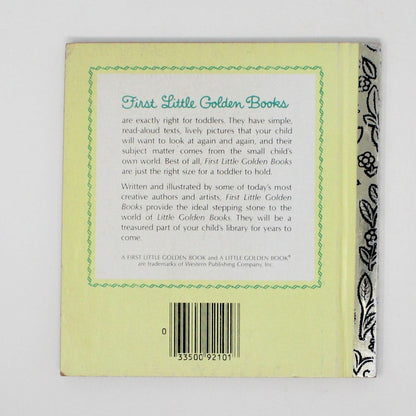 First Little Golden Books
are exactly right for toddlers. They have simple,
read-aloud texts, lively pictures that your child
will want to look at again and again, and their
subject matter comes from the small child's
own world. Best of all, First Little Golden Books
are just the right size for a toddler to hold.
Written and illustrated by some of today's most
creative authors and artists, First Little Golden
Books provide the ideal stepping stone to the
world of Little Golden Books. They will be a
treasured part of your child's library for years to
come.
A FIRST LITTLE GOLDEN BOOK and A LITTLE GOLDEN BOOK®
are trademarks of Western Publishing Company, Inc.
0
33500 92101